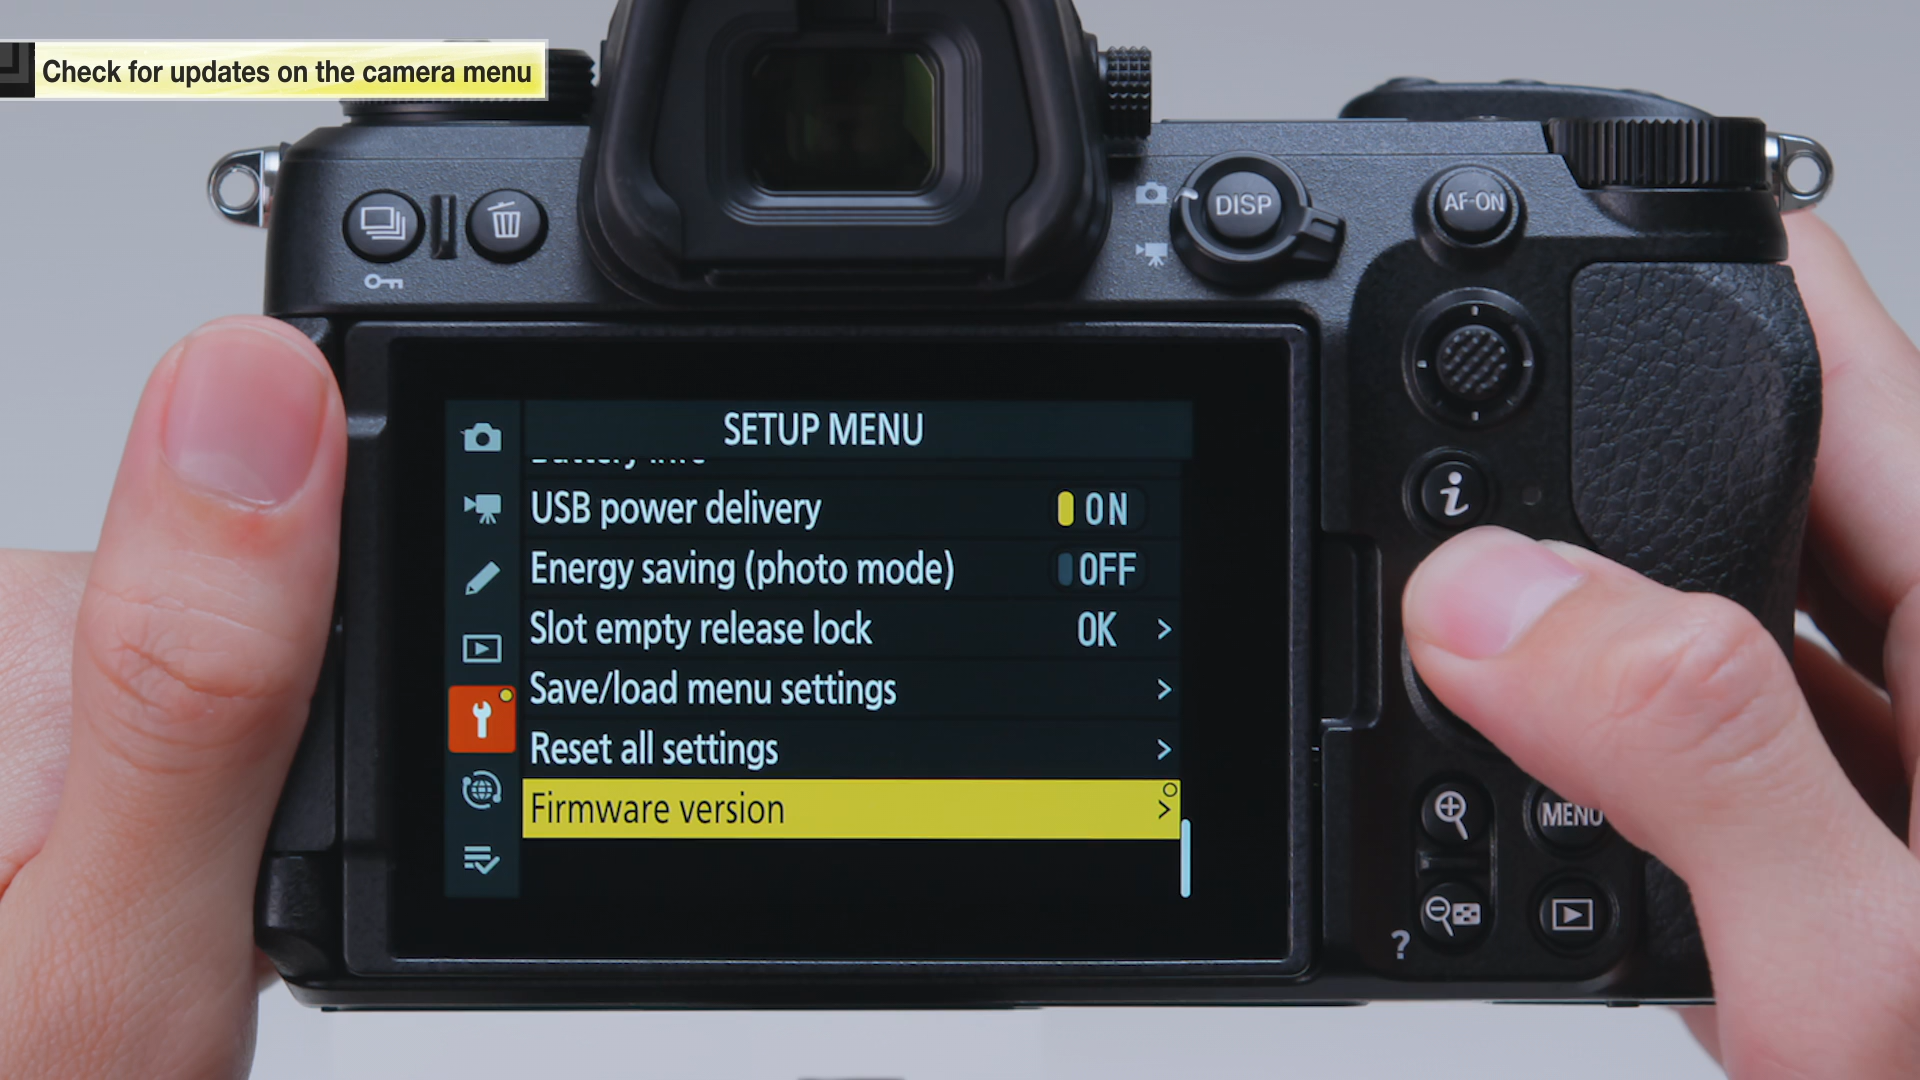 Check for updates on the camera menu
DISP
AF-ON
SETUP MENU
USB power delivery ON
Energy saving (photo mode) OFF
Slot empty release lock OK >
Save/load menu settings >
Reset all settings >
Firmware version >
i
MENU
?